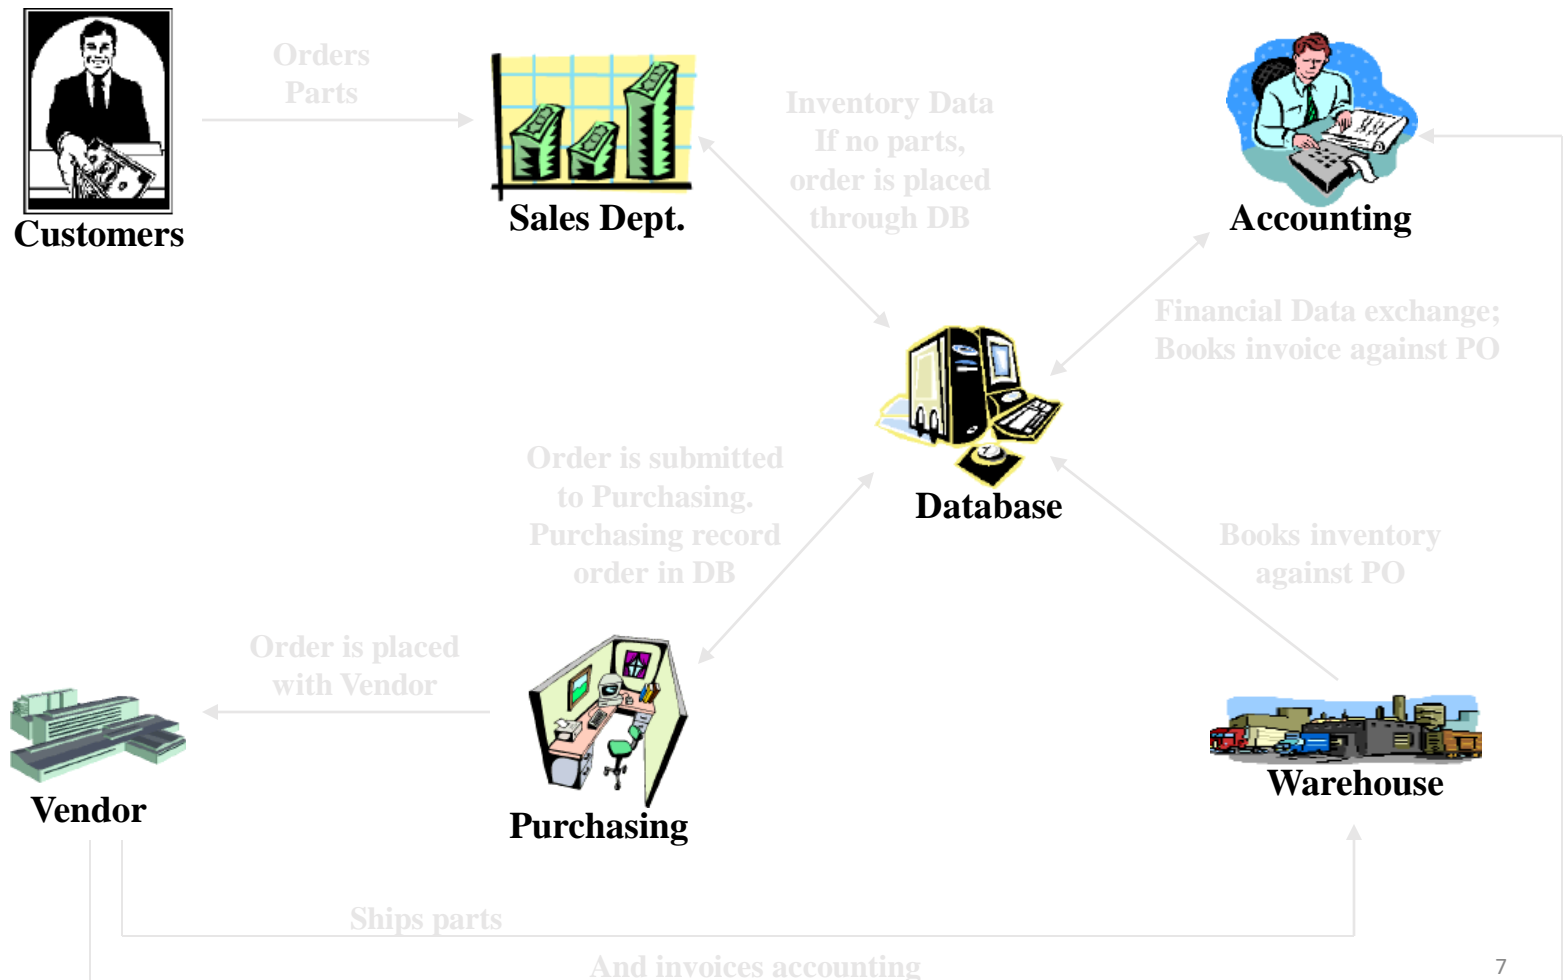 Orders
Parts
Customers
Sales Dept.
Inventory Data
If no parts,
order is placed
through DB
Accounting
Financial Data exchange;
Books invoice against PO
Database
Order is submitted
to Purchasing.
Purchasing record
order in DB
Books inventory
against PO
Order is placed
with Vendor
Vendor
Purchasing
Warehouse
Ships parts
And invoices accounting
7